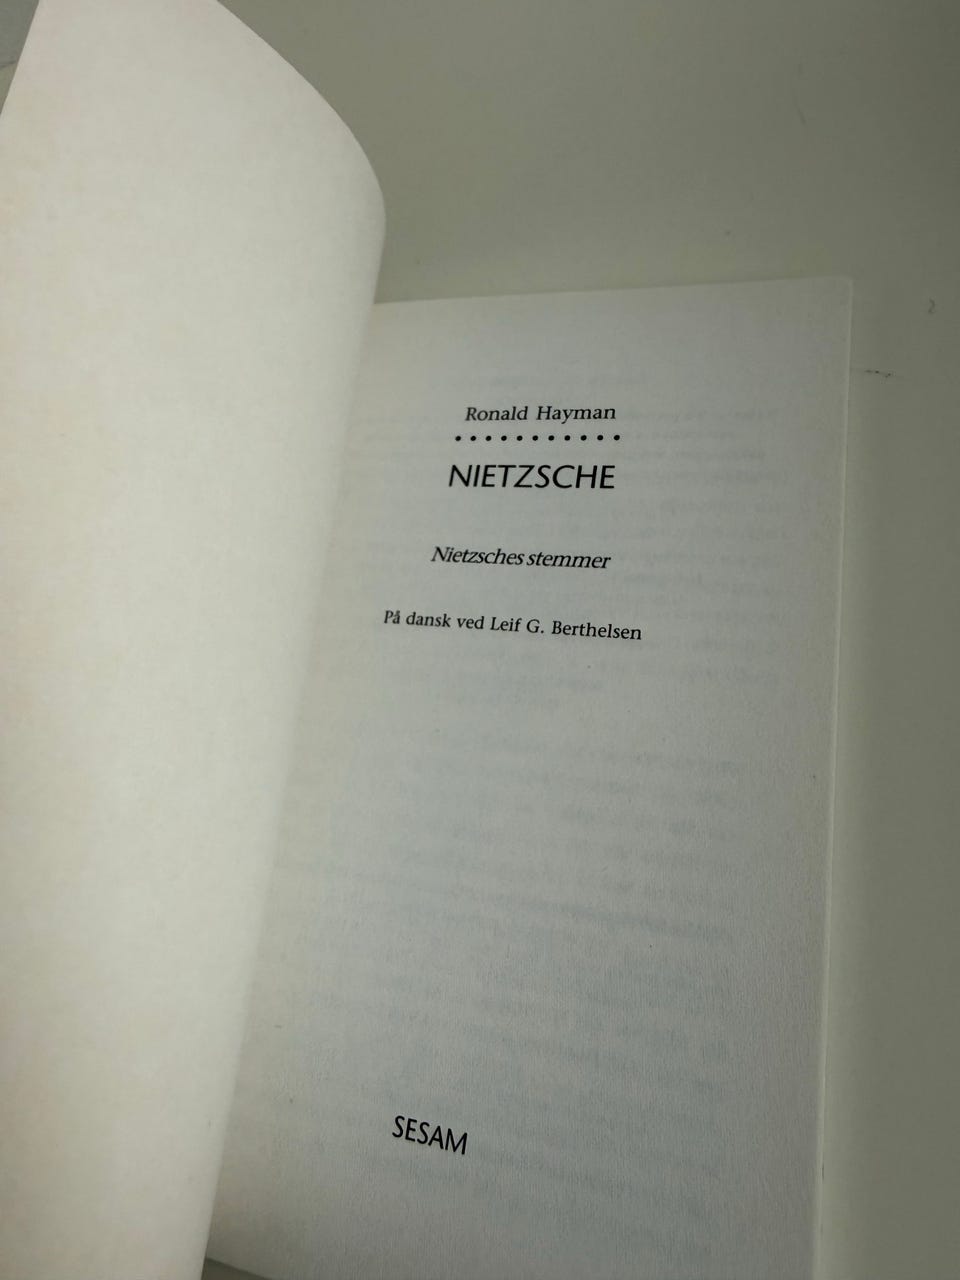 Ronald Hayman
NIETZSCHE
Nietzsches stemmer
På dansk ved Leif G. Berthelsen
SESAM